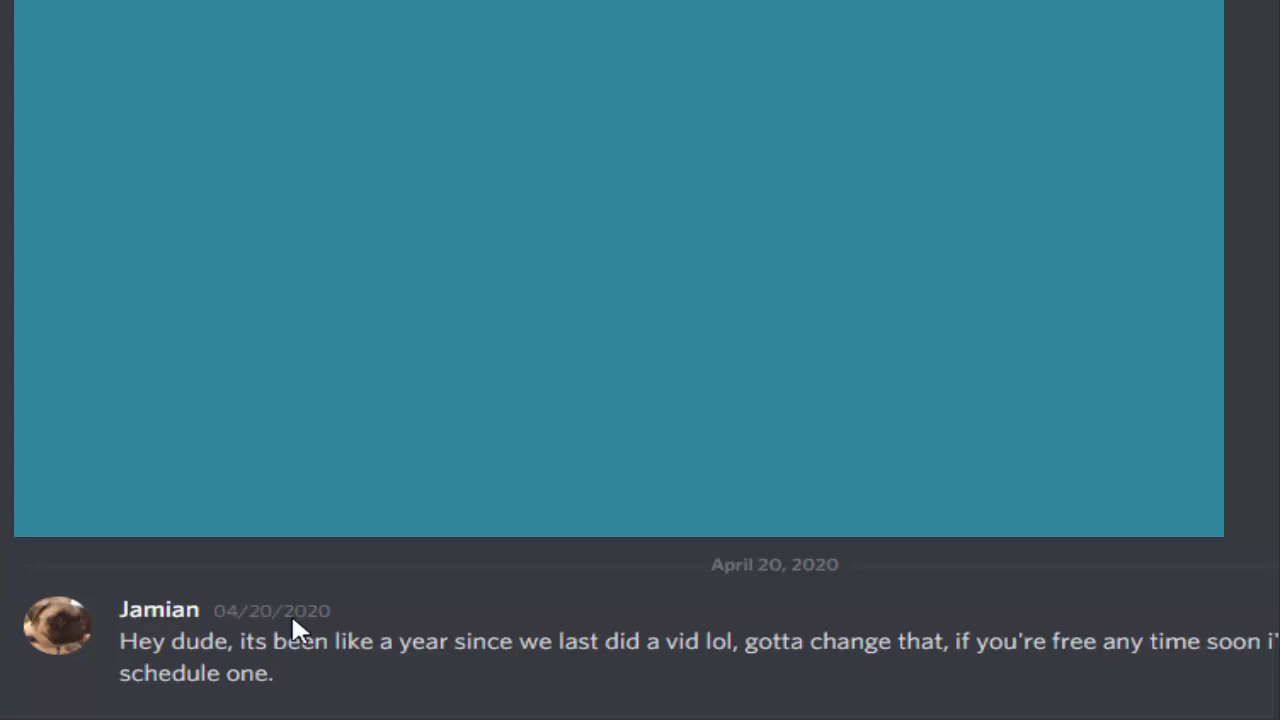 April 20, 2020
Jamian 04/20/2020
Hey dude, its been like a year since we last did a vid lol, gotta change that, if you're free any time soon i'
schedule one.